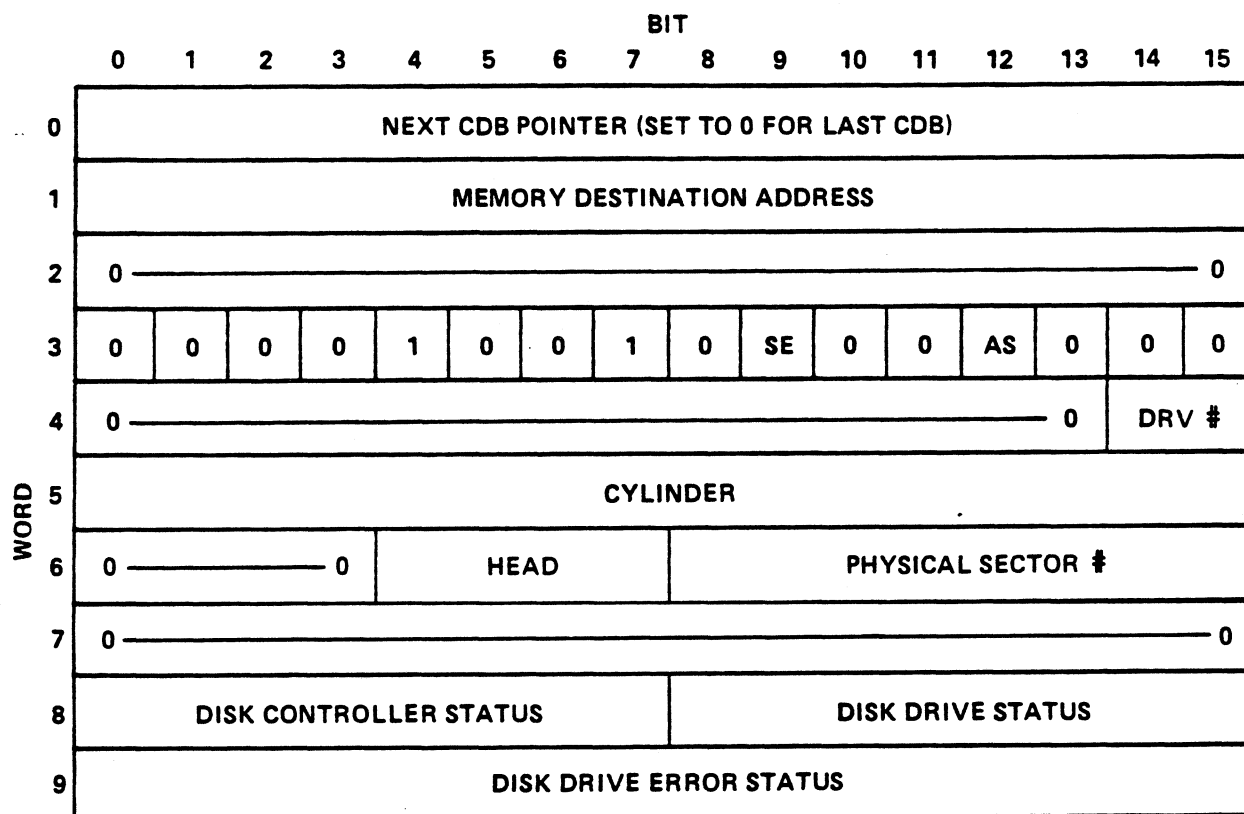 BIT
0 1 2 3 4 5 6 7 8 9 10 11 12 13 14 15
0 NEXT CDB POINTER (SET TO 0 FOR LAST CDB)
1 MEMORY DESTINATION ADDRESS
2 0 0
3 0 0 0 0 1 0 0 1 0 SE 0 0 AS 0 0 0
4 0 0 DRV #
5 CYLINDER
WORD
6 0 0 HEAD PHYSICAL SECTOR #
7 0 0
8 DISK CONTROLLER STATUS DISK DRIVE STATUS
9 DISK DRIVE ERROR STATUS